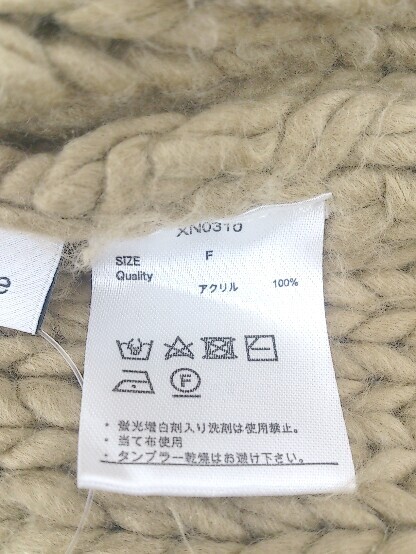 XN0310
SIZE F
Quality
アクリル 100%
e
F
・蛍光増白剤入り洗剤は使用禁止。
・当て布使用
・タンブラー乾燥はお避け下さい。